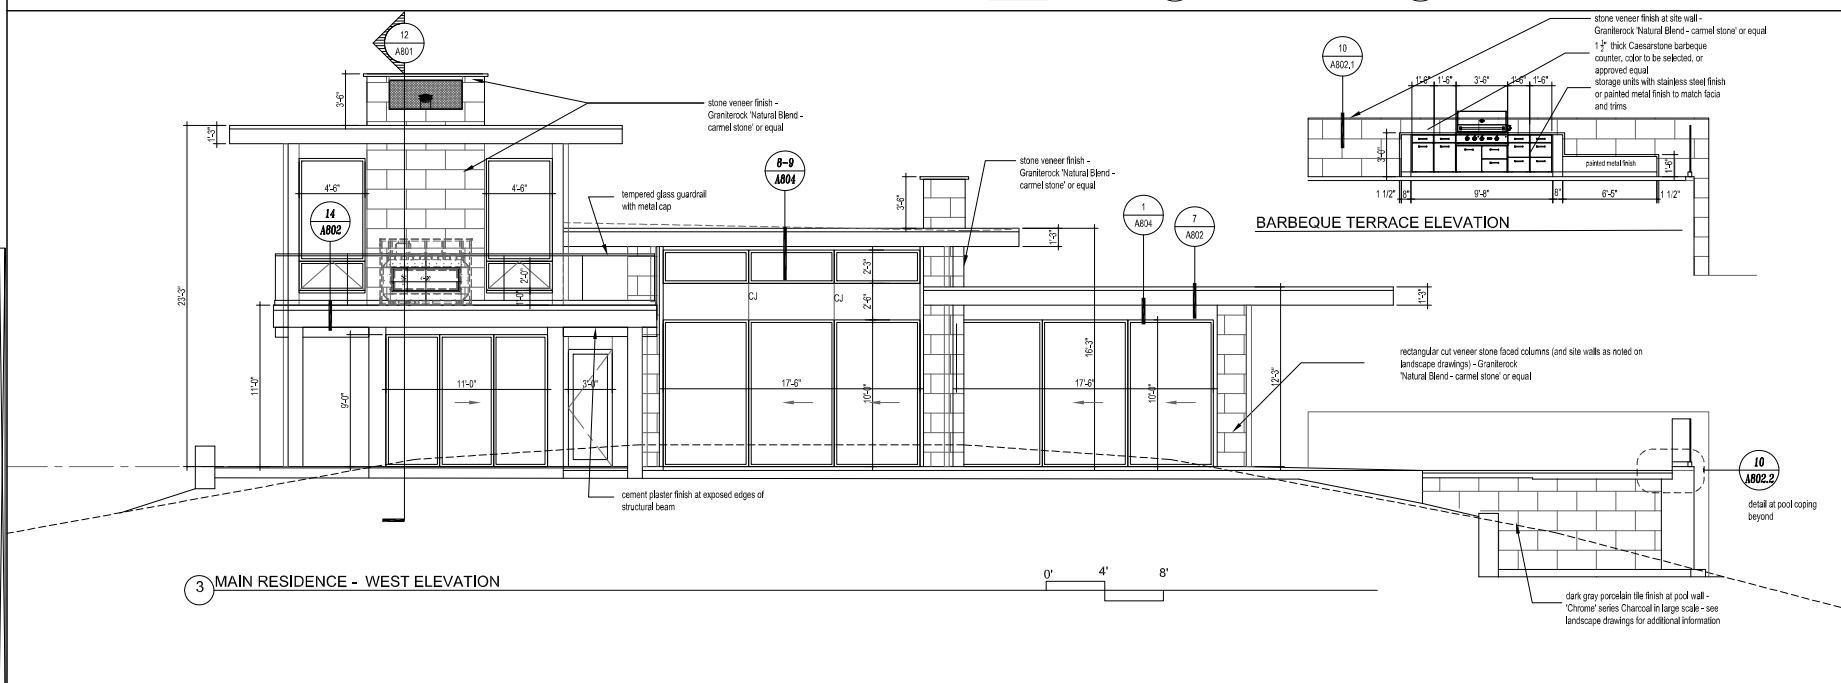 12
A801
stone veneer finish at site wall -
Graniterock 'Natural Blend - carmel stone' or equal
10
A802.1
1 1/2" thick Caesarstone barbeque
counter, color to be selected, or
approved equal
storage units with stainless steel finish
or painted metal finish to match facia
and trims
1'-6"
1'-6"
3'-6"
1'-6"
1'-6"
3'-0"
painted metal finish
1'-6"
1 1/2"
8"
9'-8"
8"
6'-5"
1 1/2"
BARBEQUE TERRACE ELEVATION
3'-6"
1'-3"
stone veneer finish -
Graniterock 'Natural Blend -
carmel stone' or equal
4'-6"
4'-6"
14
A802
tempered glass guardrail
with metal cap
8-9
A804
3'-6"
stone veneer finish -
Graniterock 'Natural Blend -
carmel stone' or equal
1
A804
7
A802
1'-3"
23'-3"
2'-0"
1'-0"
2'-3"
CJ
CJ
2'-6"
1'-3"
11'-0"
9'-0"
11'-0"
3'-0"
17'-6"
10'-0"
16'-3"
17'-6"
10'-0"
12'-3"
rectangular cut veneer stone faced columns (and site walls as noted on
landscape drawings) - Graniterock
'Natural Blend - carmel stone' or equal
10
A802.2
detail at pool coping
beyond
cement plaster finish at exposed edges of
structural beam
3
MAIN RESIDENCE - WEST ELEVATION
0'
4'
8'
dark gray porcelain tile finish at pool wall -
'Chrome' series Charcoal in large scale - see
landscape drawings for additional information